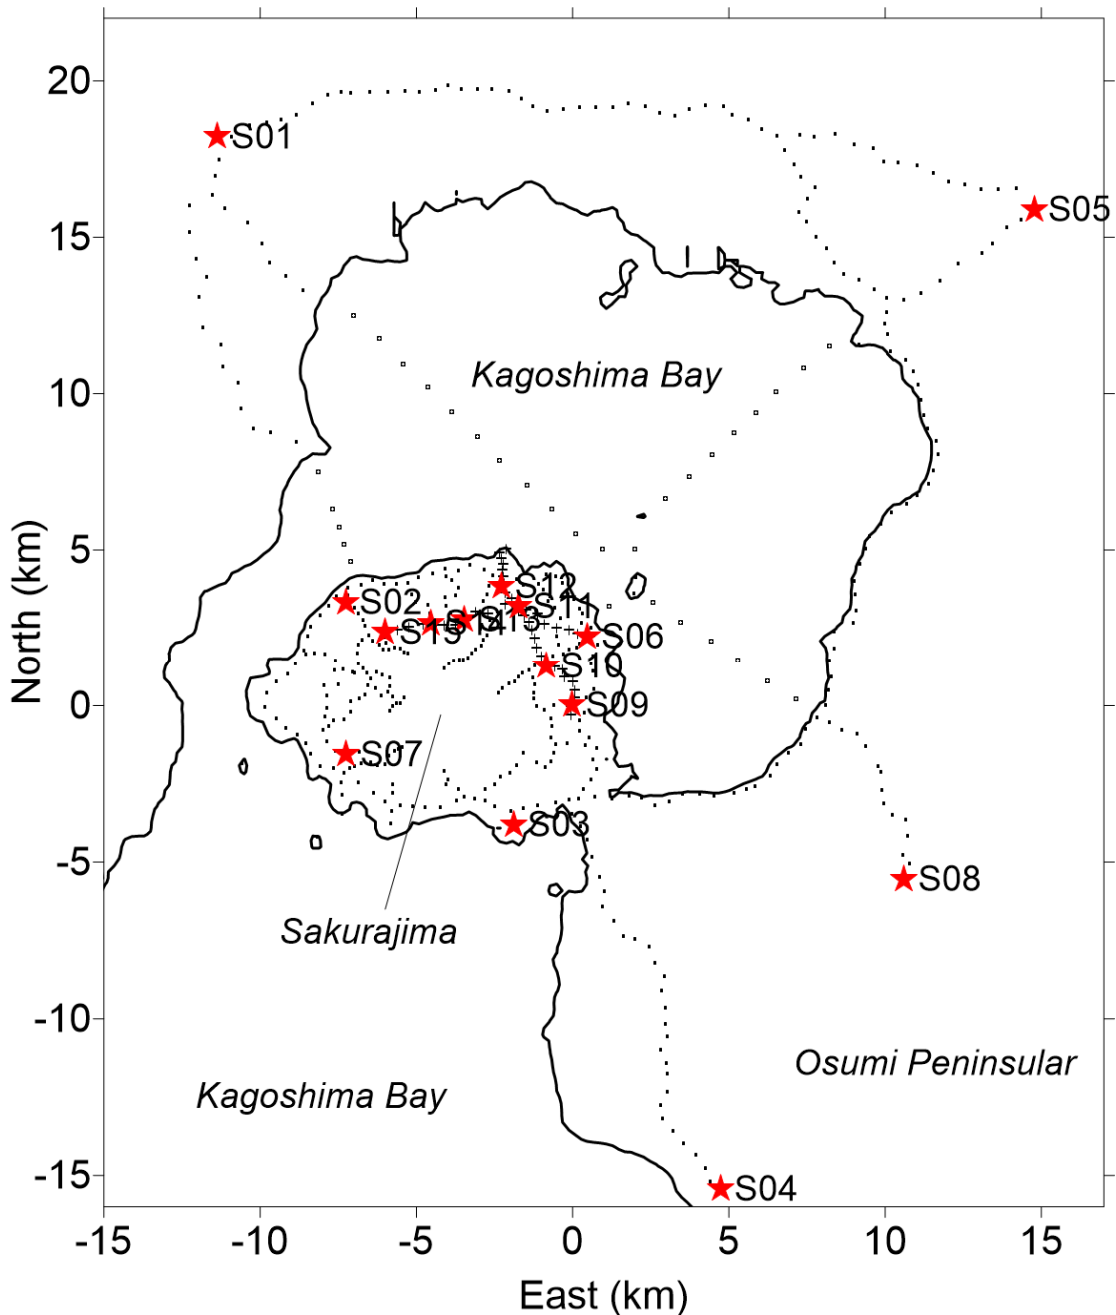 20
S01
S05
15
Kagoshima Bay
10
North (km)
5
S12
S11
S02
S13
S14
S15
S06
S10
0
S09
S07
S03
-5
S08
Sakurajima
-10
Osumi Peninsular
Kagoshima Bay
-15
S04
-15 -10 -5 0 5 10 15
East (km)